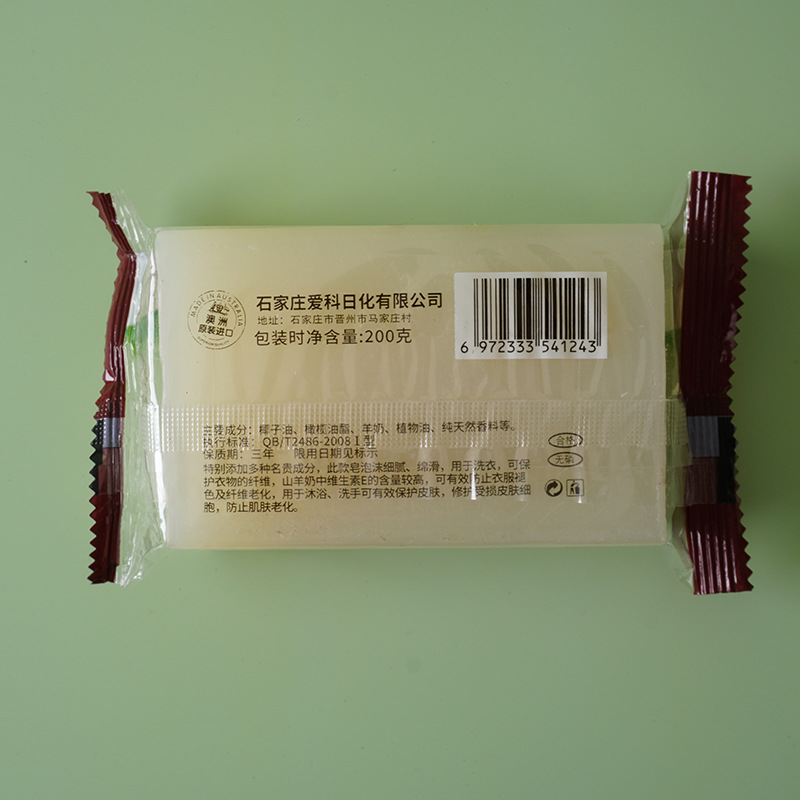 MADE IN AUSTRALIA
澳洲
原装进口
石家庄爱科日化有限公司
地址：石家庄市晋州市马家庄村
包装时净含量:200克
6 972333 541243
主要成分：椰子油、橄榄油酯、羊奶、植物油、纯天然香料等。
执行标准：QB/T2486-2008 I 型
保质期：三年 限用日期见标示
特别添加多种名贵成分，此款皂泡沫细腻、绵滑，用于洗衣，可保
护衣物的纤维，山羊奶中维生素E的含量较高，可有效防止衣服褪
色及纤维老化，用于沐浴、洗手可有效保护皮肤，修护受损皮肤细
胞，防止肌肤老化。
合格
无磷